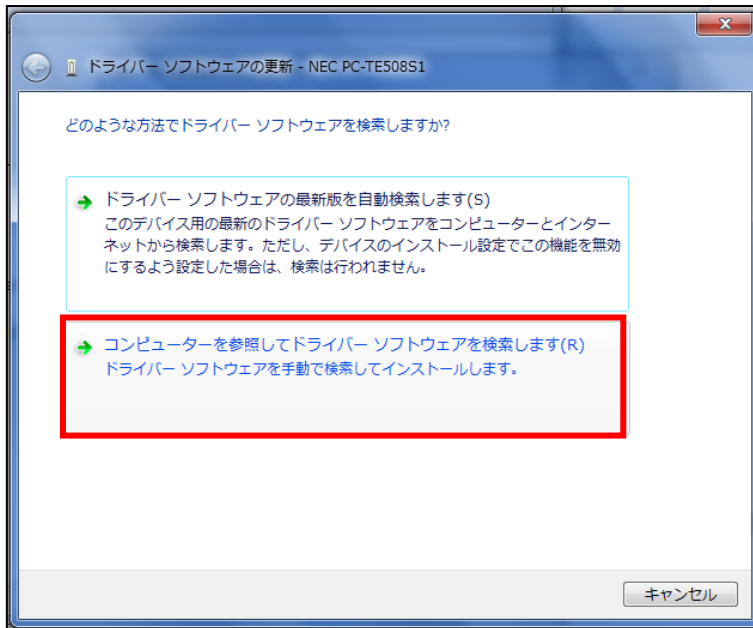 ドライバー ソフトウェアの更新 - NEC PC-TE508S1
どのような方法でドライバー ソフトウェアを検索しますか?
ドライバー ソフトウェアの最新版を自動検索します(S)
このデバイス用の最新のドライバー ソフトウェアをコンピューターとインター
ネットから検索します。ただし、デバイスのインストール設定でこの機能を無効
にするよう設定した場合は、検索は行われません。
コンピューターを参照してドライバー ソフトウェアを検索します(R)
ドライバー ソフトウェアを手動で検索してインストールします。
キャンセル